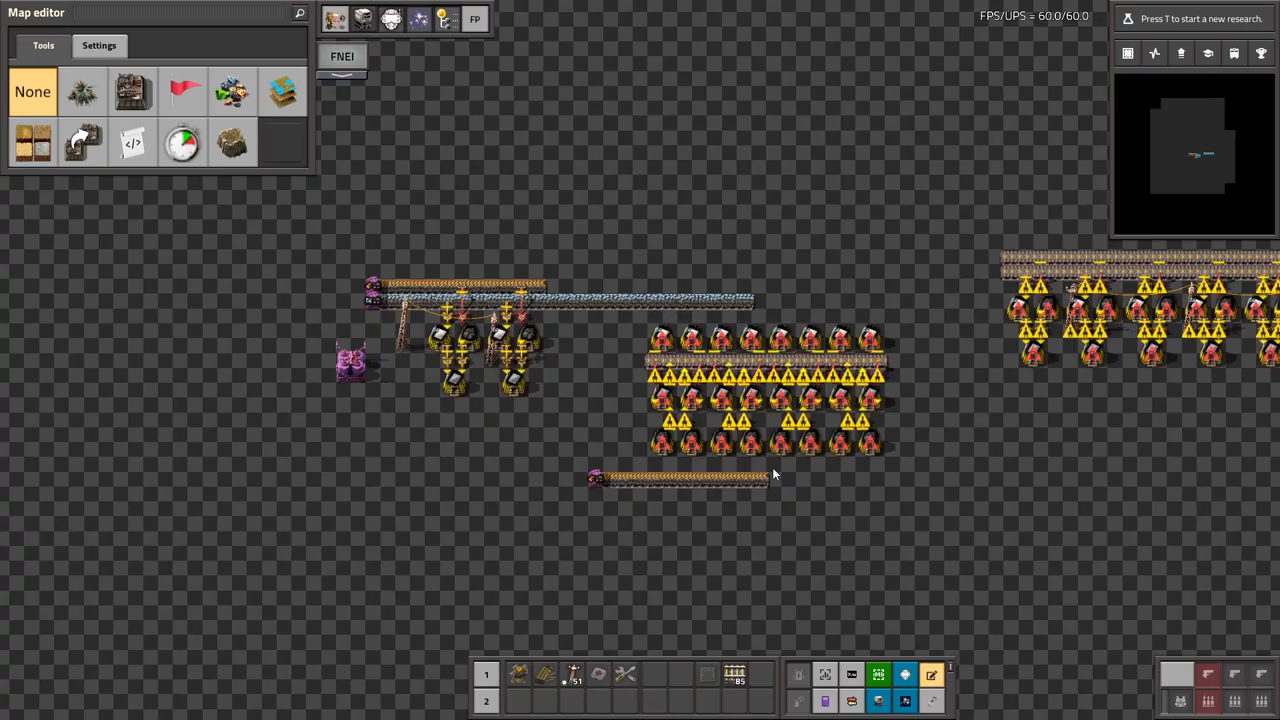 Map editor
FP
FPS/UPS = 60.0/60.0
Press T to start a new research.
Tools
Settings
FNEI
None
</>
1
51
85
2